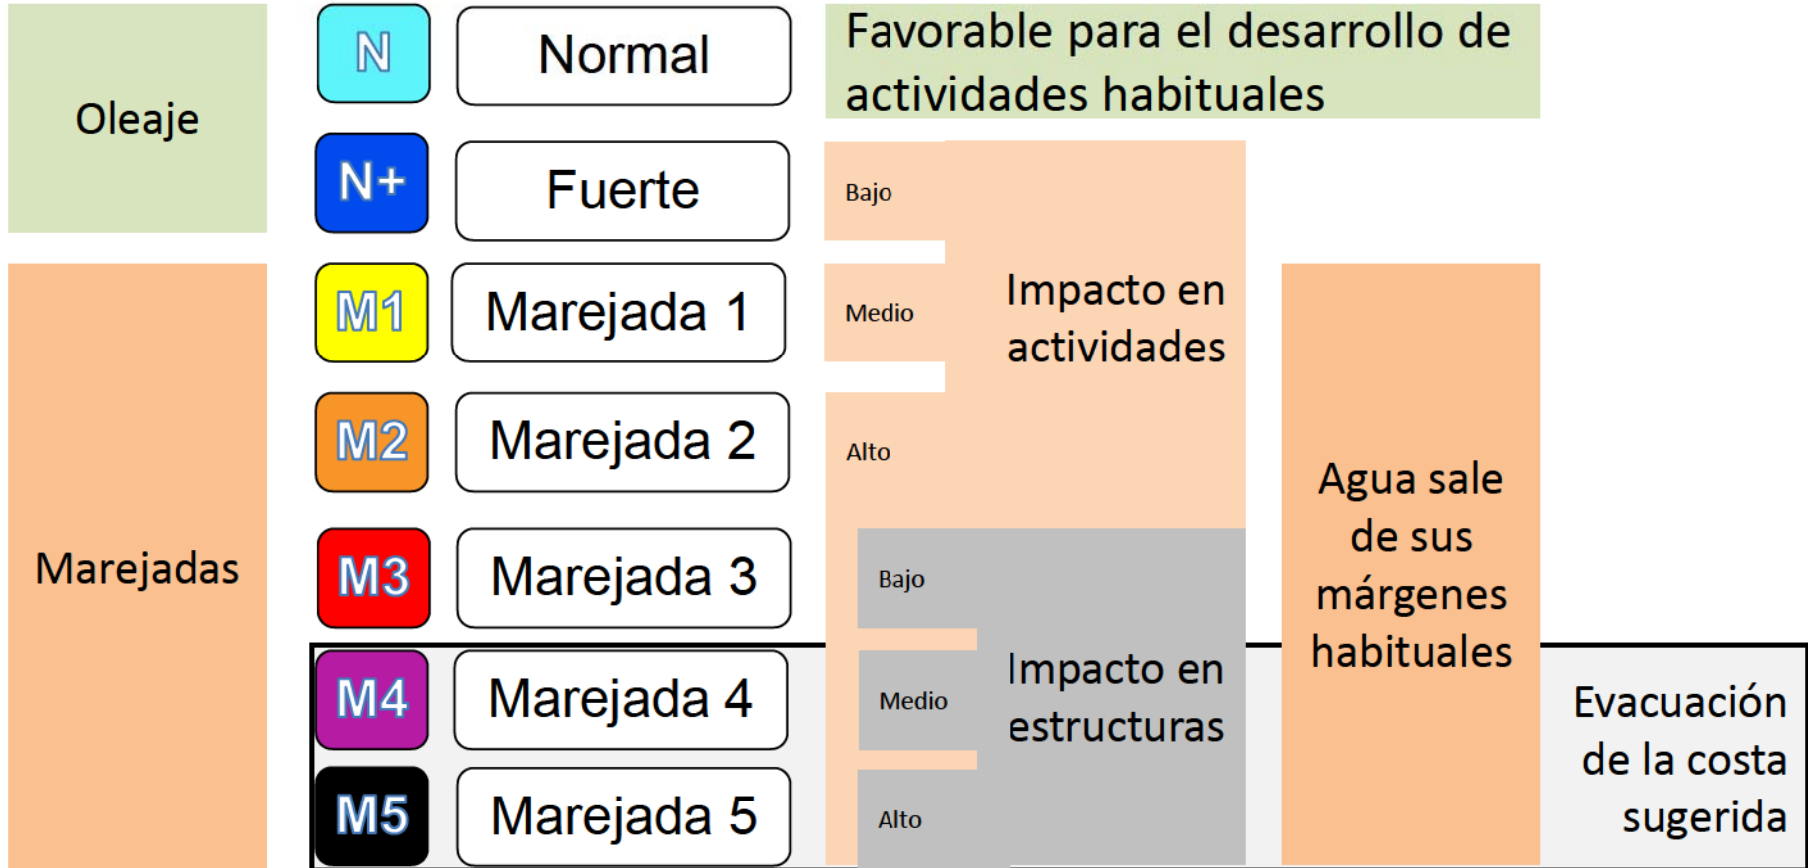 Oleaje
N
Normal
Favorable para el desarrollo de
actividades habituales
N+
Fuerte
Bajo
Marejadas
M1
Marejada 1
Medio
Impacto en
actividades
M2
Marejada 2
Alto
M3
Marejada 3
Bajo
M4
Marejada 4
Medio
Impacto en
estructuras
M5
Marejada 5
Alto
Agua sale
de sus
márgenes
habituales
Evacuación
de la costa
sugerida